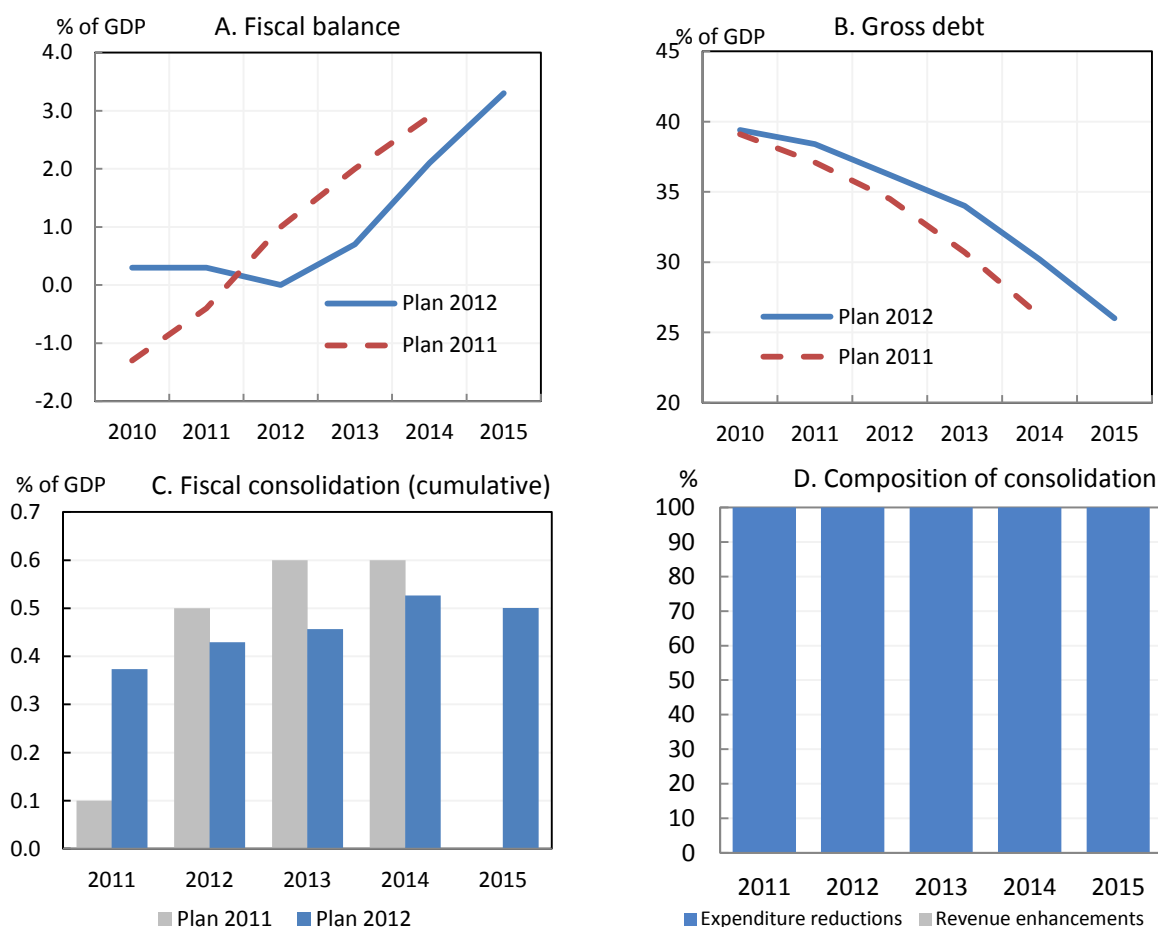 % of GDP A. Fiscal balance
4.0
3.0
2.0
1.0
0.0
-1.0
-2.0
Plan 2012
Plan 2011
2010 2011 2012 2013 2014 2015
B. Gross debt
% of GDP
45
40
35
30
25
20
Plan 2012
Plan 2011
2010 2011 2012 2013 2014 2015
% of GDP C. Fiscal consolidation (cumulative)
0.7
0.6
0.5
0.4
0.3
0.2
0.1
0.0
2011 2012 2013 2014 2015
Plan 2011 Plan 2012
% D. Composition of consolidation
100
90
80
70
60
50
40
30
20
10
0
2011 2012 2013 2014 2015
Expenditure reductions Revenue enhancements